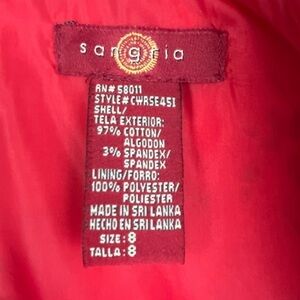 sangria
RN# 58011
STYLE# CWRSE451
SHELL/
TELA EXTERIOR:
97% COTTON/
ALGODON
3% SPANDEX/
SPANDEX
LINING/FORRO:
100% POLYESTER/
POLIESTER
MADE IN SRI LANKA
HECHO EN SRI LANKA
SIZE: 8
TALLA: 8